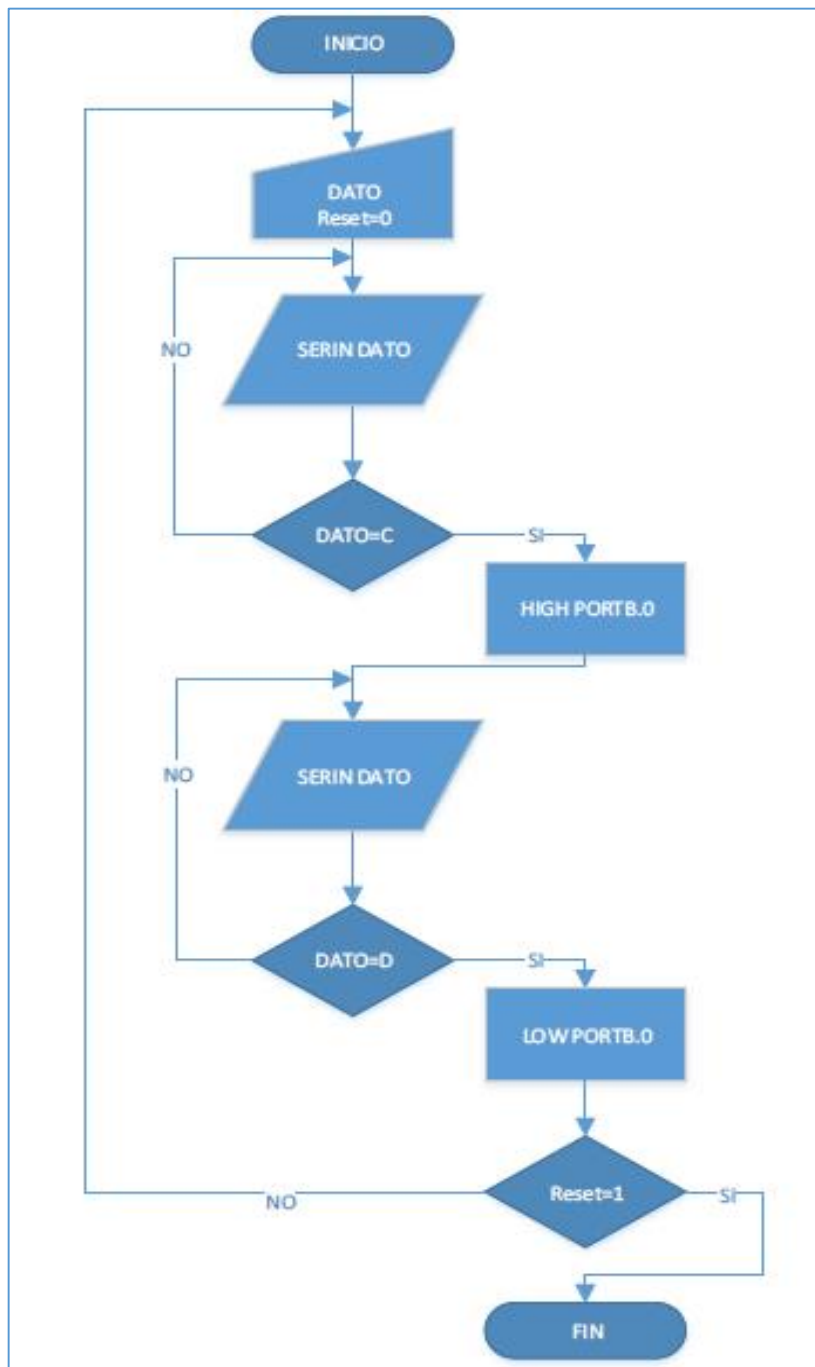 INICIO
DATO
Reset=0
SERIN DATO
NO
DATO=C
SI
HIGH PORTB.0
SERIN DATO
NO
DATO=D
SI
LOW PORTB.0
Reset=1
NO
SI
FIN